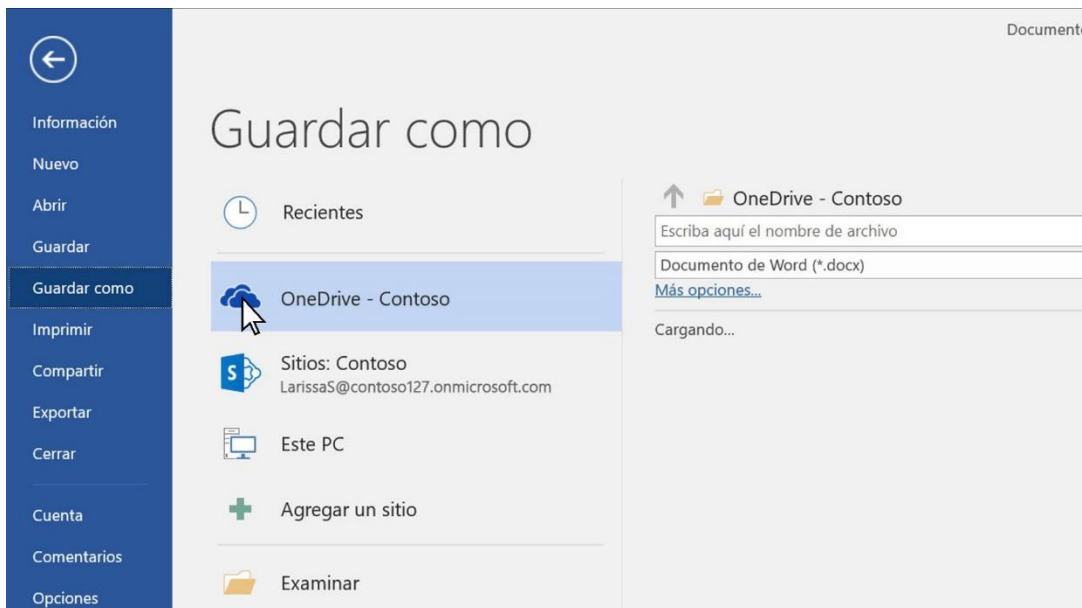 Document
Información
Nuevo
Abrir
Guardar
Guardar como
Imprimir
Compartir
Exportar
Cerrar
Cuenta
Comentarios
Opciones
Guardar como
Recientes
OneDrive - Contoso
Sitios: Contoso
LarissaS@contoso127.onmicrosoft.com
Este PC
Agregar un sitio
Examinar
OneDrive - Contoso
Escriba aquí el nombre de archivo
Documento de Word (*.docx)
Más opciones...
Cargando...